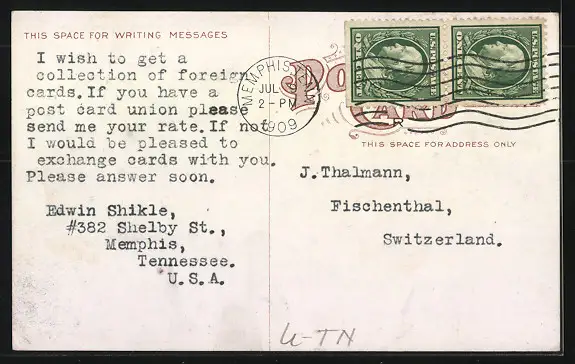 THIS SPACE FOR WRITING MESSAGES
I wish to get a
collection of foreign
cards. If you have a
post card union please
send me your rate. If not
I would be pleased to
exchange cards with you.
Please answer soon.
Edwin Shikle,
#382 Shelby St.,
Memphis,
Tennessee.
U.S.A.
MEMPHIS, TENN
JUL
2-PM
1909
THIS SPACE FOR ADDRESS ONLY
J. Thalmann,
Fischenthal,
Switzerland.
U-TN